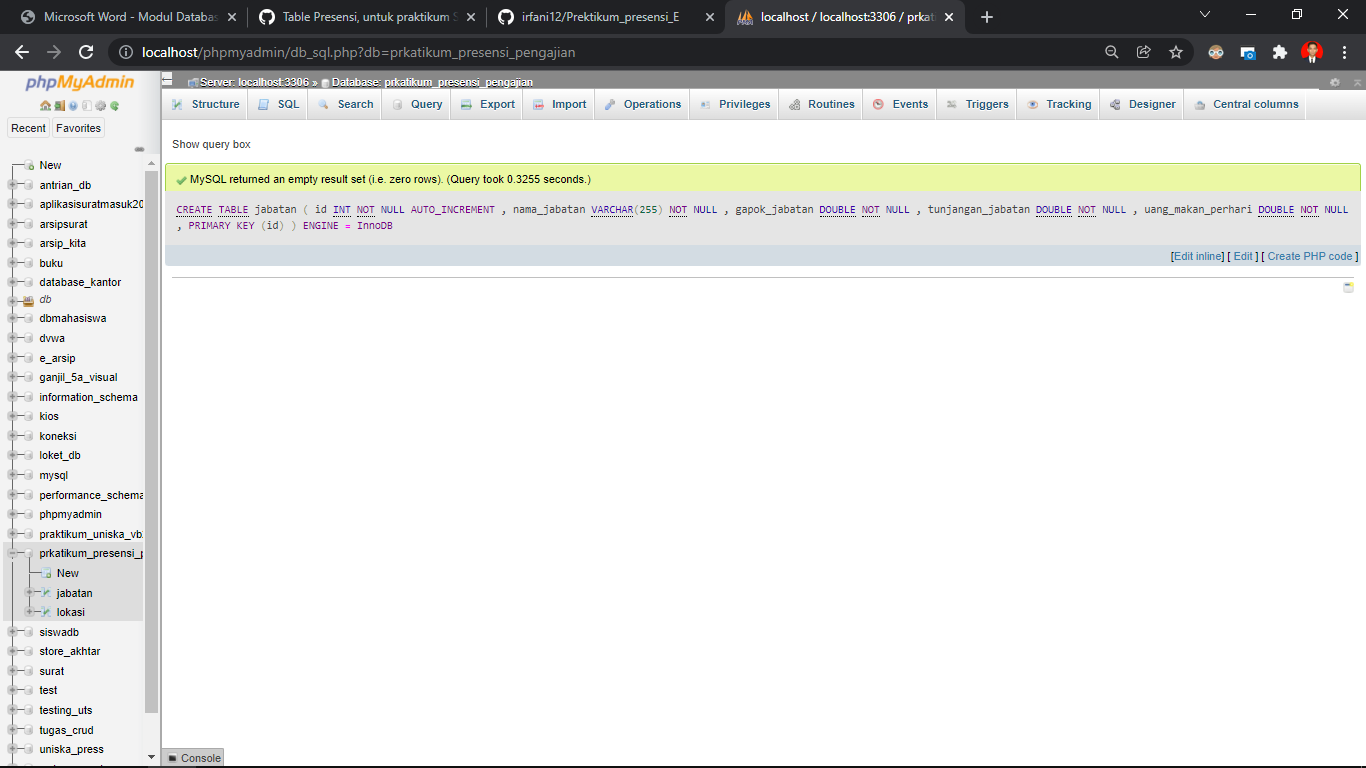 Microsoft Word - Modul Databas
Table Presensi, untuk praktikum S
irfani12/Prektikum_presensi_E
localhost / localhost:3306 / prkati
localhost/phpmyadmin/db_sql.php?db=prkatikum_presensi_pengajian
phpMyAdmin
Recent
Favorites
New
antrian_db
aplikasisuratmasuk20
arsipsurat
arsip_kita
buku
database_kantor
db
dbmahasiswa
dvwa
e_arsip
ganjil_5a_visual
information_schema
kios
koneksi
loket_db
mysql
performance_schema
phpmyadmin
praktikum_uniska_vb
prkatikum_presensi_p
New
jabatan
lokasi
siswadb
store_akhtar
surat
test
testing_uts
tugas_crud
uniska_press
Server: localhost:3306 » Database: prkatikum_presensi_pengajian
Structure
SQL
Search
Query
Export
Import
Operations
Privileges
Routines
Events
Triggers
Tracking
Designer
Central columns
Show query box
MySQL returned an empty result set (i.e. zero rows). (Query took 0.3255 seconds.)
CREATE TABLE jabatan ( id INT NOT NULL AUTO_INCREMENT , nama_jabatan VARCHAR(255) NOT NULL , gapok_jabatan DOUBLE NOT NULL , tunjangan_jabatan DOUBLE NOT NULL , uang_makan_perhari DOUBLE NOT NULL
, PRIMARY KEY (id) ) ENGINE = InnoDB
[Edit inline] [ Edit ] [ Create PHP code ]
Console